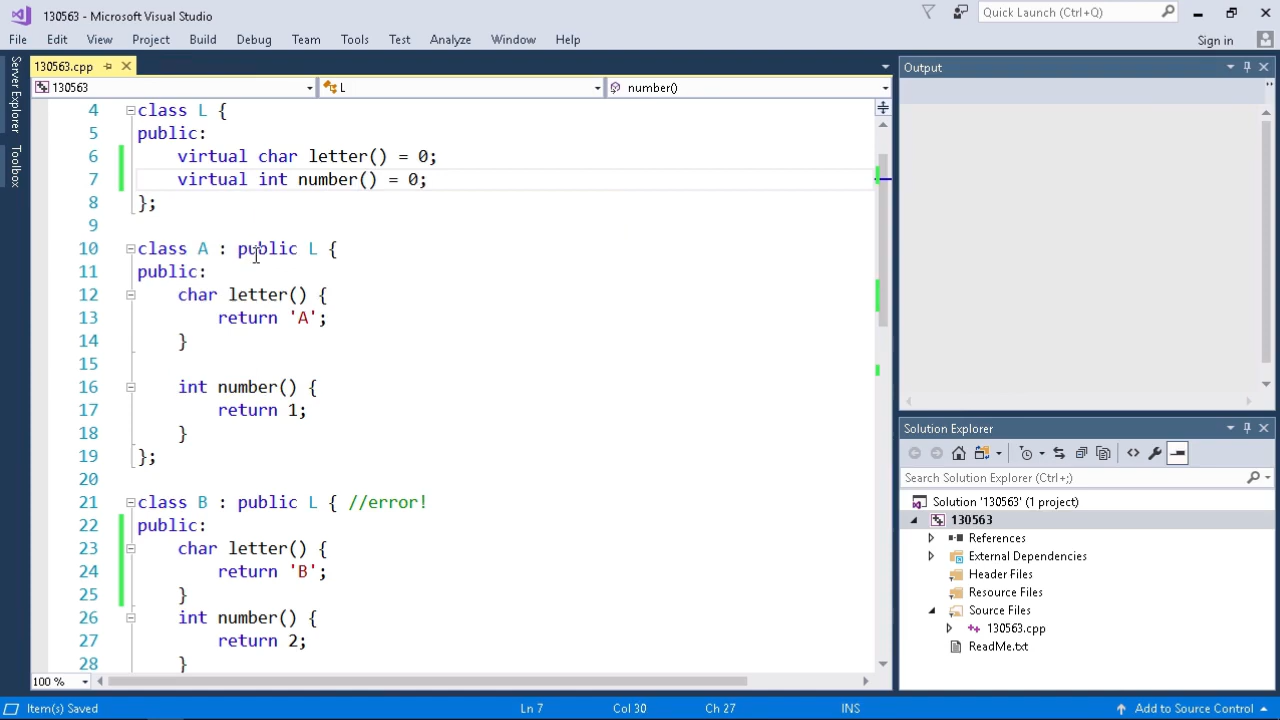 130563 - Microsoft Visual Studio
Quick Launch (Ctrl+Q)
File Edit View Project Build Debug Team Tools Test Analyze Window Help
Sign in
Server Explorer
Toolbox
130563.cpp
130563
L
number()
4 class L {
5 public:
6 virtual char letter() = 0;
7 virtual int number() = 0;
8 };
9
10 class A : public L {
11 public:
12 char letter() {
13 return 'A';
14 }
15
16 int number() {
17 return 1;
18 }
19 };
20
21 class B : public L { //error!
22 public:
23 char letter() {
24 return 'B';
25 }
26 int number() {
27 return 2;
28 }
100 %
Output
Solution Explorer
Search Solution Explorer (Ctrl+;)
Solution '130563' (1 project)
130563
References
External Dependencies
Header Files
Resource Files
Source Files
130563.cpp
ReadMe.txt
Item(s) Saved
Ln 7 Col 30 Ch 27 INS
Add to Source Control